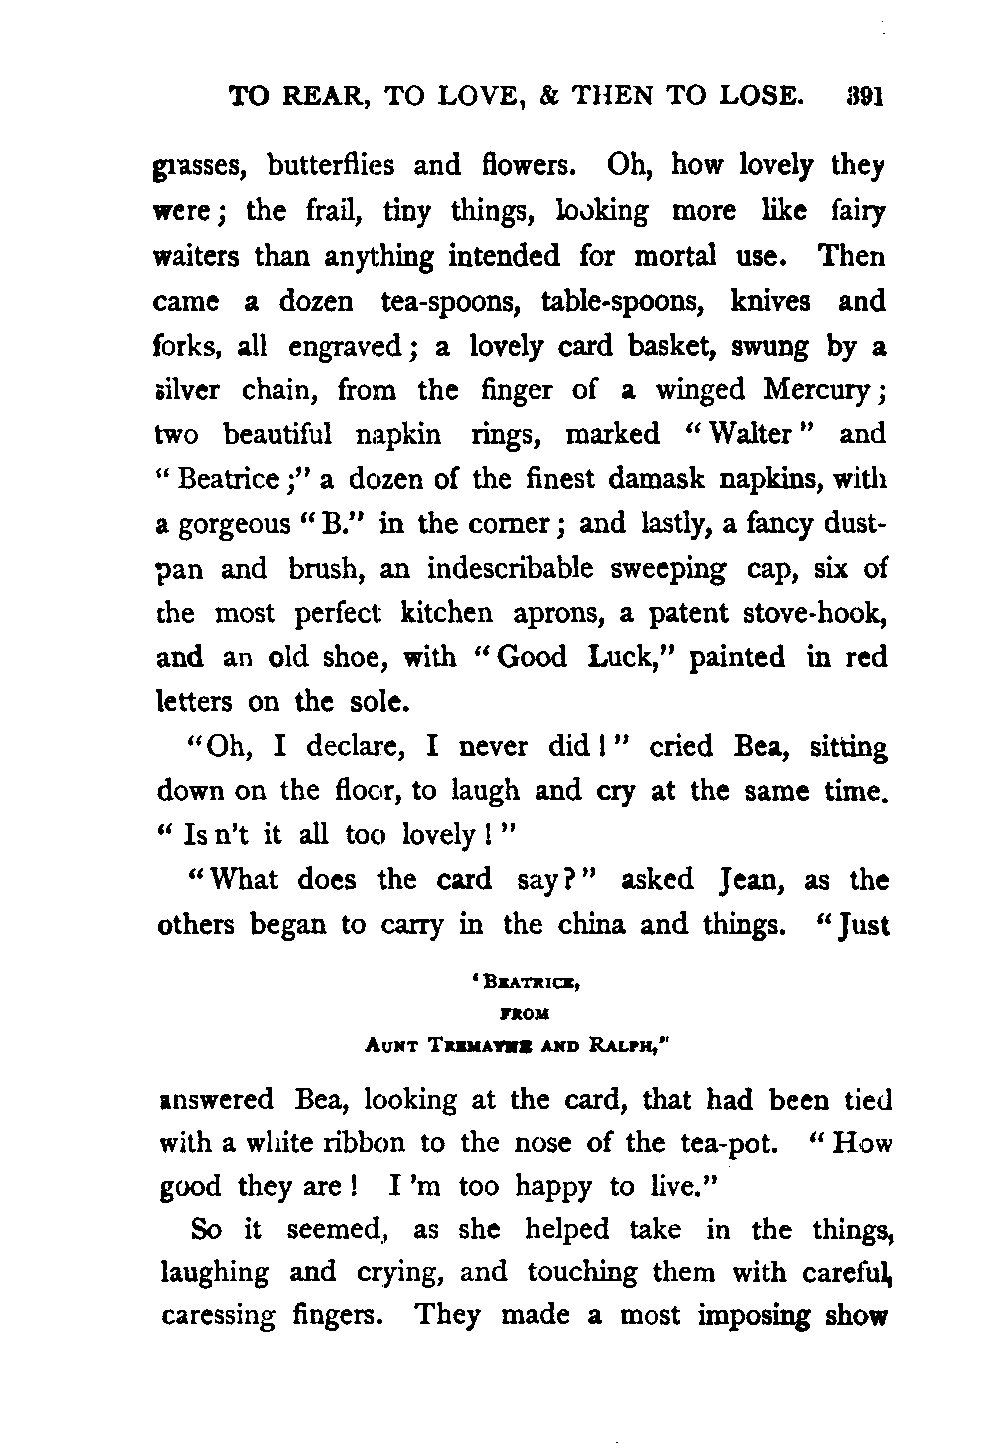 TO REAR, TO LOVE, & THEN TO LOSE. 391
grasses, butterflies and flowers. Oh, how lovely they
were; the frail, tiny things, looking more like fairy
waiters than anything intended for mortal use. Then
came a dozen tea-spoons, table-spoons, knives and
forks, all engraved; a lovely card basket, swung by a
silver chain, from the finger of a winged Mercury;
two beautiful napkin rings, marked "Walter" and
"Beatrice;" a dozen of the finest damask napkins, with
a gorgeous "B." in the corner; and lastly, a fancy dust-
pan and brush, an indescribable sweeping cap, six of
the most perfect kitchen aprons, a patent stove-hook,
and an old shoe, with "Good Luck," painted in red
letters on the sole.
"Oh, I declare, I never did!" cried Bea, sitting
down on the floor, to laugh and cry at the same time.
"Is n't it all too lovely!"
"What does the card say?" asked Jean, as the
others began to carry in the china and things. "Just
'BEATRICE,
FROM
AUNT TREMAYNE AND RALPH,'"
answered Bea, looking at the card, that had been tied
with a white ribbon to the nose of the tea-pot. "How
good they are! I 'm too happy to live."
So it seemed, as she helped take in the things,
laughing and crying, and touching them with careful,
caressing fingers. They made a most imposing show